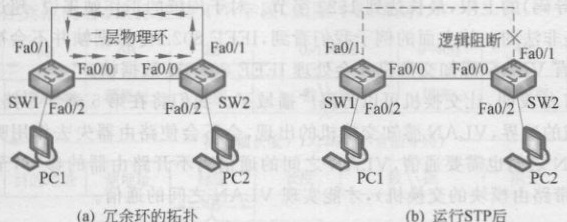 二层物理环
Fa0/1
Fa0/1
Fa0/0
Fa0/0
SW1
SW2
Fa0/2
Fa0/2
PC1
PC2
(a) 冗余环的拓扑
逻辑阻断
Fa0/1
Fa0/1
Fa0/0
Fa0/0
SW1
SW2
Fa0/2
Fa0/2
PC1
PC2
(b) 运行STP后